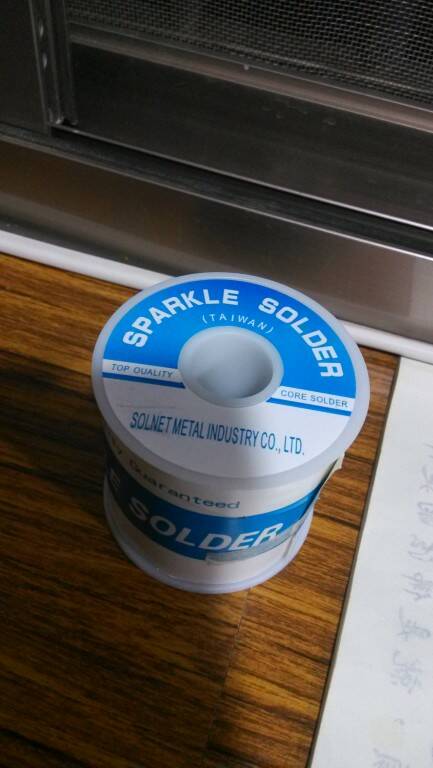 SPARKLE SOLDER
(TAIWAN)
TOP QUALITY
CORE SOLDER
SOLNET METAL INDUSTRY CO., LTD.
Guaranteed
SOLDER